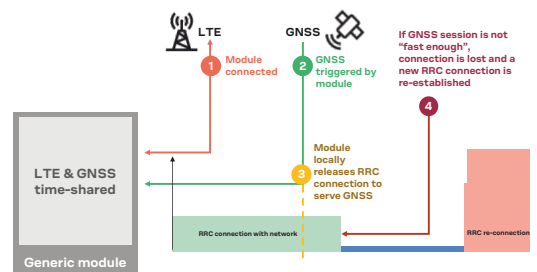 LTE
GNSS
1
Module
connected
2
GNSS
triggered by
module
If GNSS session is not
“fast enough”,
connection is lost and a
new RRC connection is
re-established
4
LTE & GNSS
time-shared
Generic module
3
Module
locally
releases RRC
connection to
serve GNSS
RRC connection with network
RRC re-connection